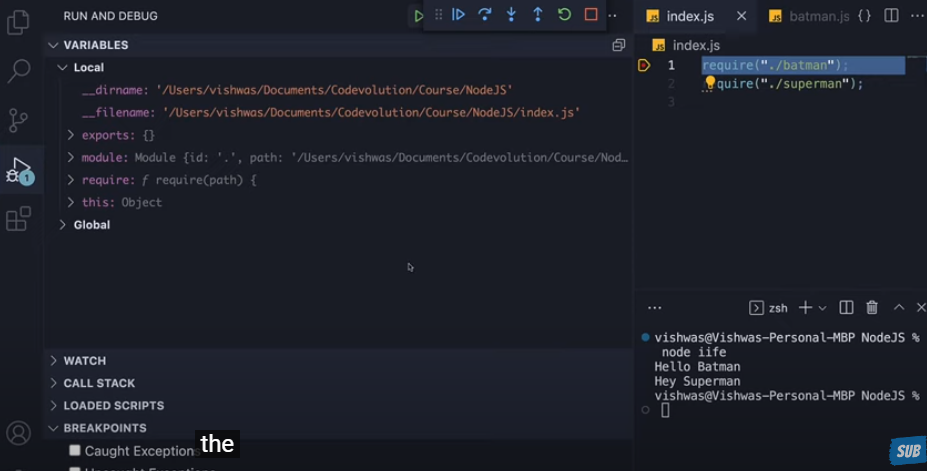 RUN AND DEBUG
VARIABLES
Local
__dirname: '/Users/vishwas/Documents/Codevolution/Course/NodeJS'
__filename: '/Users/vishwas/Documents/Codevolution/Course/NodeJS/index.js'
exports: {}
module: Module {id: '.', path: '/Users/vishwas/Documents/Codevolution/Course/Nod…
require: ƒ require(path) {
this: Object
Global
WATCH
CALL STACK
LOADED SCRIPTS
BREAKPOINTS
Caught Exceptions
Uncaught Exceptions
1
the
JS index.js
JS batman.js {}
JS index.js
1 require("./batman");
2 quire("./superman");
3
zsh
vishwas@Vishwas-Personal-MBP NodeJS %
node iife
Hello Batman
Hey Superman
vishwas@Vishwas-Personal-MBP NodeJS %
SUB